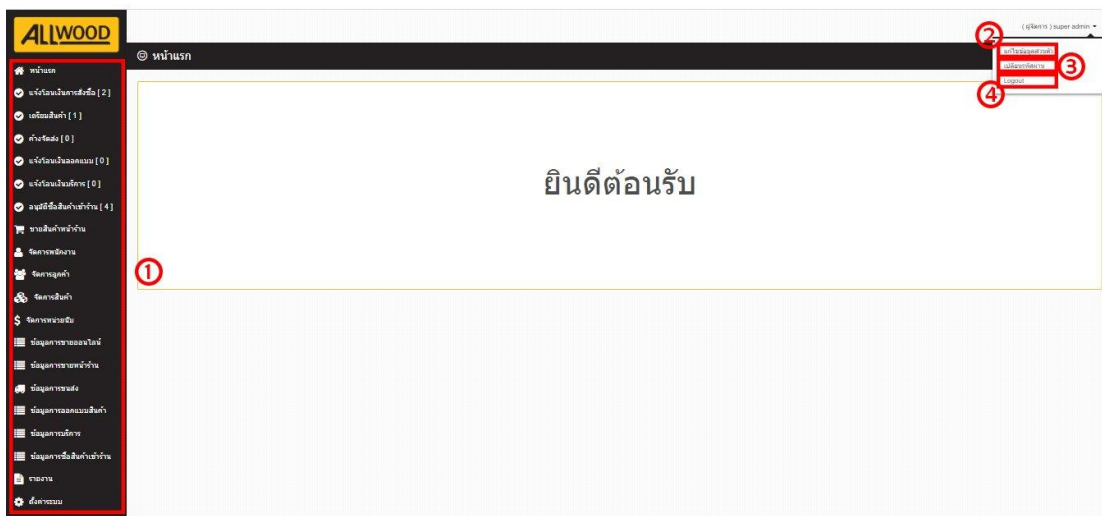 ALLWOOD
( ผู้จัดการ ) super admin
หน้าแรก
แก้ไขข้อมูลส่วนตัว
เปลี่ยนรหัสผ่าน
Logout
2
3
4
หน้าแรก
แจ้งโอนเงินการสั่งซื้อ [ 2 ]
เตรียมสินค้า [ 1 ]
ค้างจัดส่ง [ 0 ]
แจ้งโอนเงินออกแบบ [ 0 ]
แจ้งโอนเงินบริการ [ 0 ]
อนุมัติซื้อสินค้าเข้าร้าน [ 4 ]
ขายสินค้าหน้าร้าน
จัดการพนักงาน
จัดการลูกค้า
จัดการสินค้า
จัดการหน่วยนับ
ข้อมูลการขายออนไลน์
ข้อมูลการขายหน้าร้าน
ข้อมูลการขนส่ง
ข้อมูลการออกแบบสินค้า
ข้อมูลการบริการ
ข้อมูลการซื้อสินค้าเข้าร้าน
รายงาน
ตั้งค่าระบบ
1
ยินดีต้อนรับ